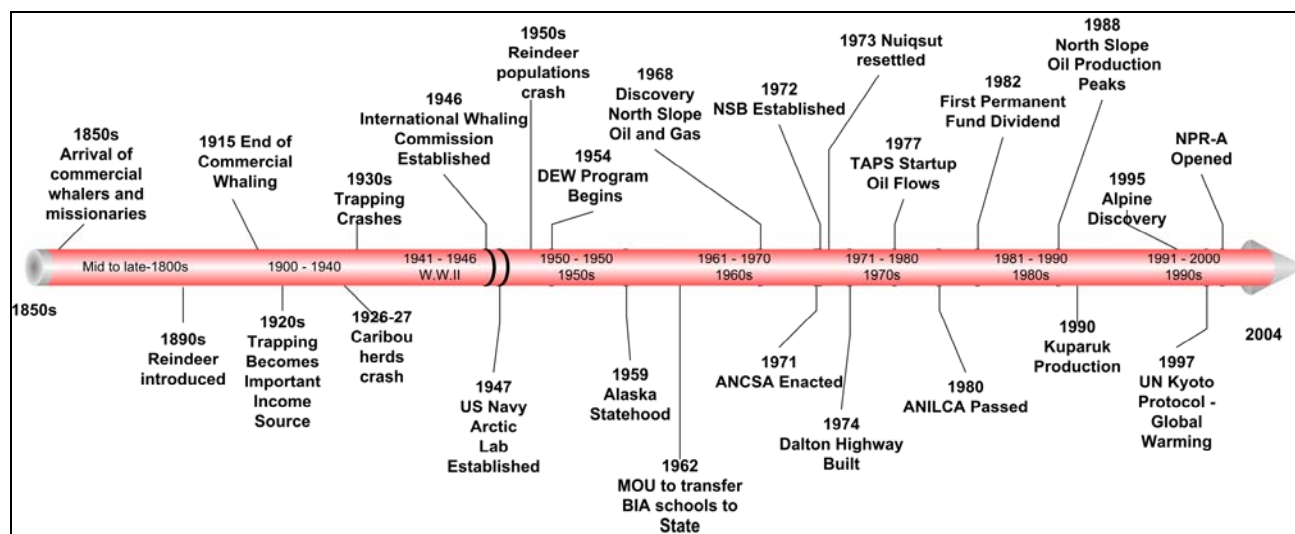 1850s
Arrival of
commercial
whalers and
missionaries
1915 End of
Commercial
Whaling
1930s
Trapping
Crashes
1946
International Whaling
Commission
Established
1950s
Reindeer
populations
crash
1954
DEW Program
Begins
1968
Discovery
North Slope
Oil and Gas
1972
NSB Established
1973 Nuiqsut
resettled
1977
TAPS Startup
Oil Flows
1982
First Permanent
Fund Dividend
1988
North Slope
Oil Production
Peaks
1995
Alpine
Discovery
NPR-A
Opened
Mid to late-1800s
1900 - 1940
1941 - 1946
W.W.II
1950 - 1950
1950s
1961 - 1970
1960s
1971 - 1980
1970s
1981 - 1990
1980s
1991 - 2000
1990s
1850s
2004
1890s
Reindeer
introduced
1920s
Trapping
Becomes
Important
Income
Source
1926-27
Caribou
herds
crash
1947
US Navy
Arctic
Lab
Established
1959
Alaska
Statehood
1962
MOU to transfer
BIA schools to
State
1971
ANCSA Enacted
1974
Dalton Highway
Built
1980
ANILCA Passed
1990
Kuparuk
Production
1997
UN Kyoto
Protocol -
Global
Warming